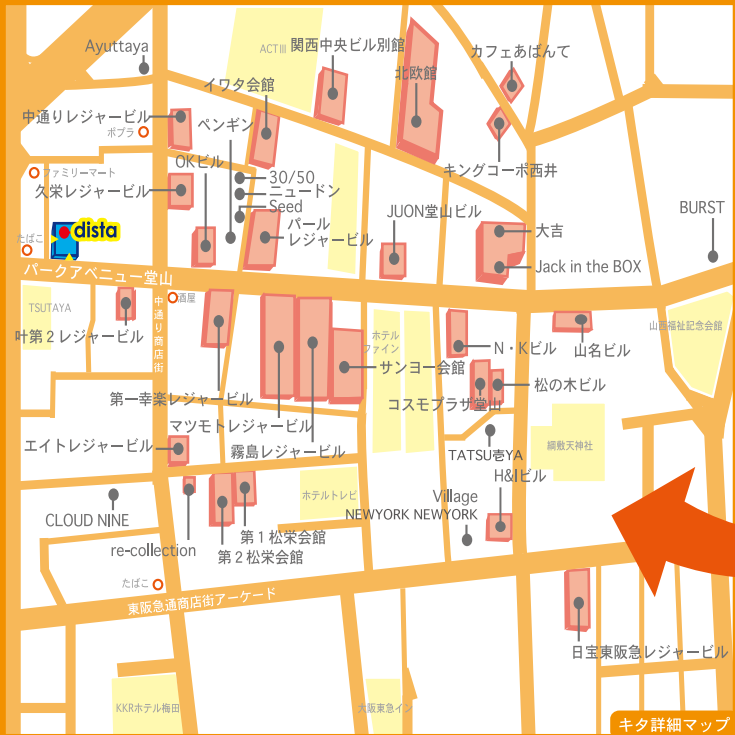 Ayuttaya
ACTⅢ
関西中央ビル別館
カフェあぱんて
北欧館
イワタ会館
中通りレジャービル
ポプラ
ペンギン
OKビル
キングコーポ西井
ファミリーマート
久栄レジャービル
30/50
ニュードン
Seed
パール
レジャービル
JUON堂山ビル
大吉
BURST
たばこ
dista
Jack in the BOX
パークアベニュー堂山
TSUTAYA
酒屋
中通り商店街
叶第2レジャービル
ホテル
ファイン
N・Kビル
山名ビル
山西福祉記念会館
サンヨー会館
松の木ビル
第一幸楽レジャービル
コスモプラザ堂山
マツモトレジャービル
霧島レジャービル
エイトレジャービル
TATSU壱YA
綱敷天神社
H&Iビル
CLOUD NINE
ホテルトレビ
Village
NEWYORK NEWYORK
re-collection
第1松栄会館
第2松栄会館
たばこ
東阪急通商店街アーケード
日宝東阪急レジャービル
KKRホテル梅田
大阪東急イン
キタ詳細マップ